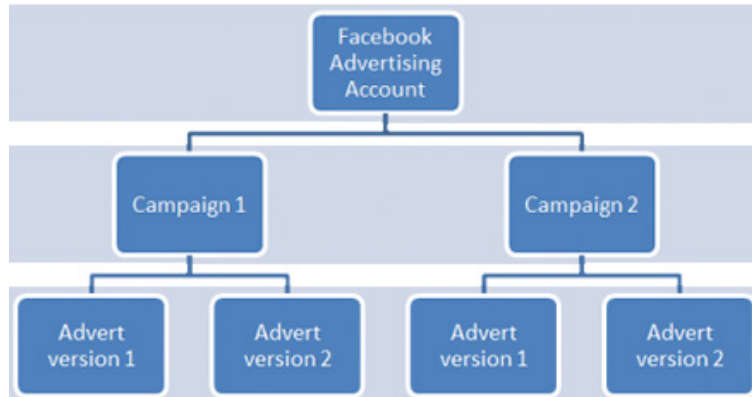 Facebook
Advertising
Account
Campaign 1
Campaign 2
Advert
version 1
Advert
version 2
Advert
version 1
Advert
version 2